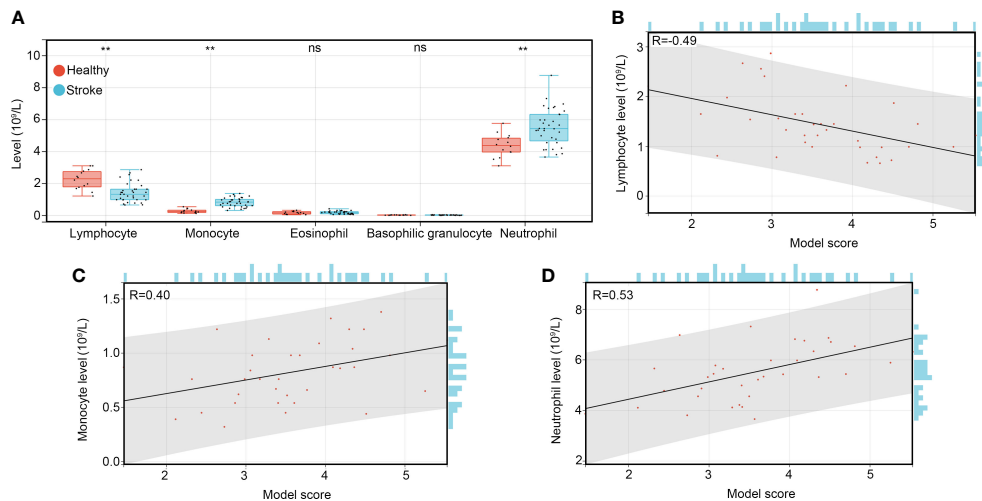 A
**
**
ns
ns
**
10
8
6
4
2
0
Level (10⁹/L)
Healthy
Stroke
Lymphocyte
Monocyte
Eosinophil
Basophilic granulocyte
Neutrophil
B
R=-0.49
3
2
1
0
Lymphocyte level (10⁹/L)
2
3
4
5
Model score
C
R=0.40
1.5
1.0
0.5
0.0
Monocyte level (10⁹/L)
2
3
4
5
Model score
D
R=0.53
8
6
4
2
Neutrophil level (10⁹/L)
2
3
4
5
Model score